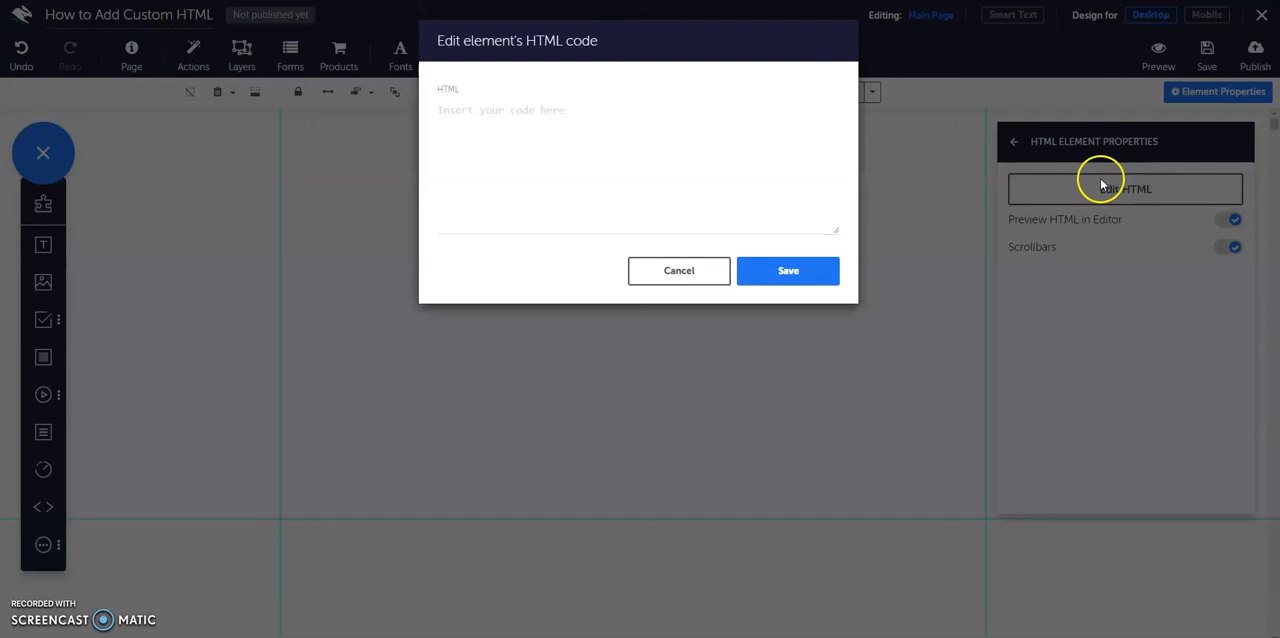 How to Add Custom HTML
Not published yet
Editing: Main Page
Smart Text
Design for
Desktop
Mobile
Undo
Redo
Page
Actions
Layers
Forms
Products
Fonts
Preview
Save
Publish
Edit element's HTML code
Element Properties
HTML
Insert your code here
HTML ELEMENT PROPERTIES
Edit HTML
Preview HTML in Editor
Scrollbars
Cancel
Save
RECORDED WITH
SCREENCAST MATIC